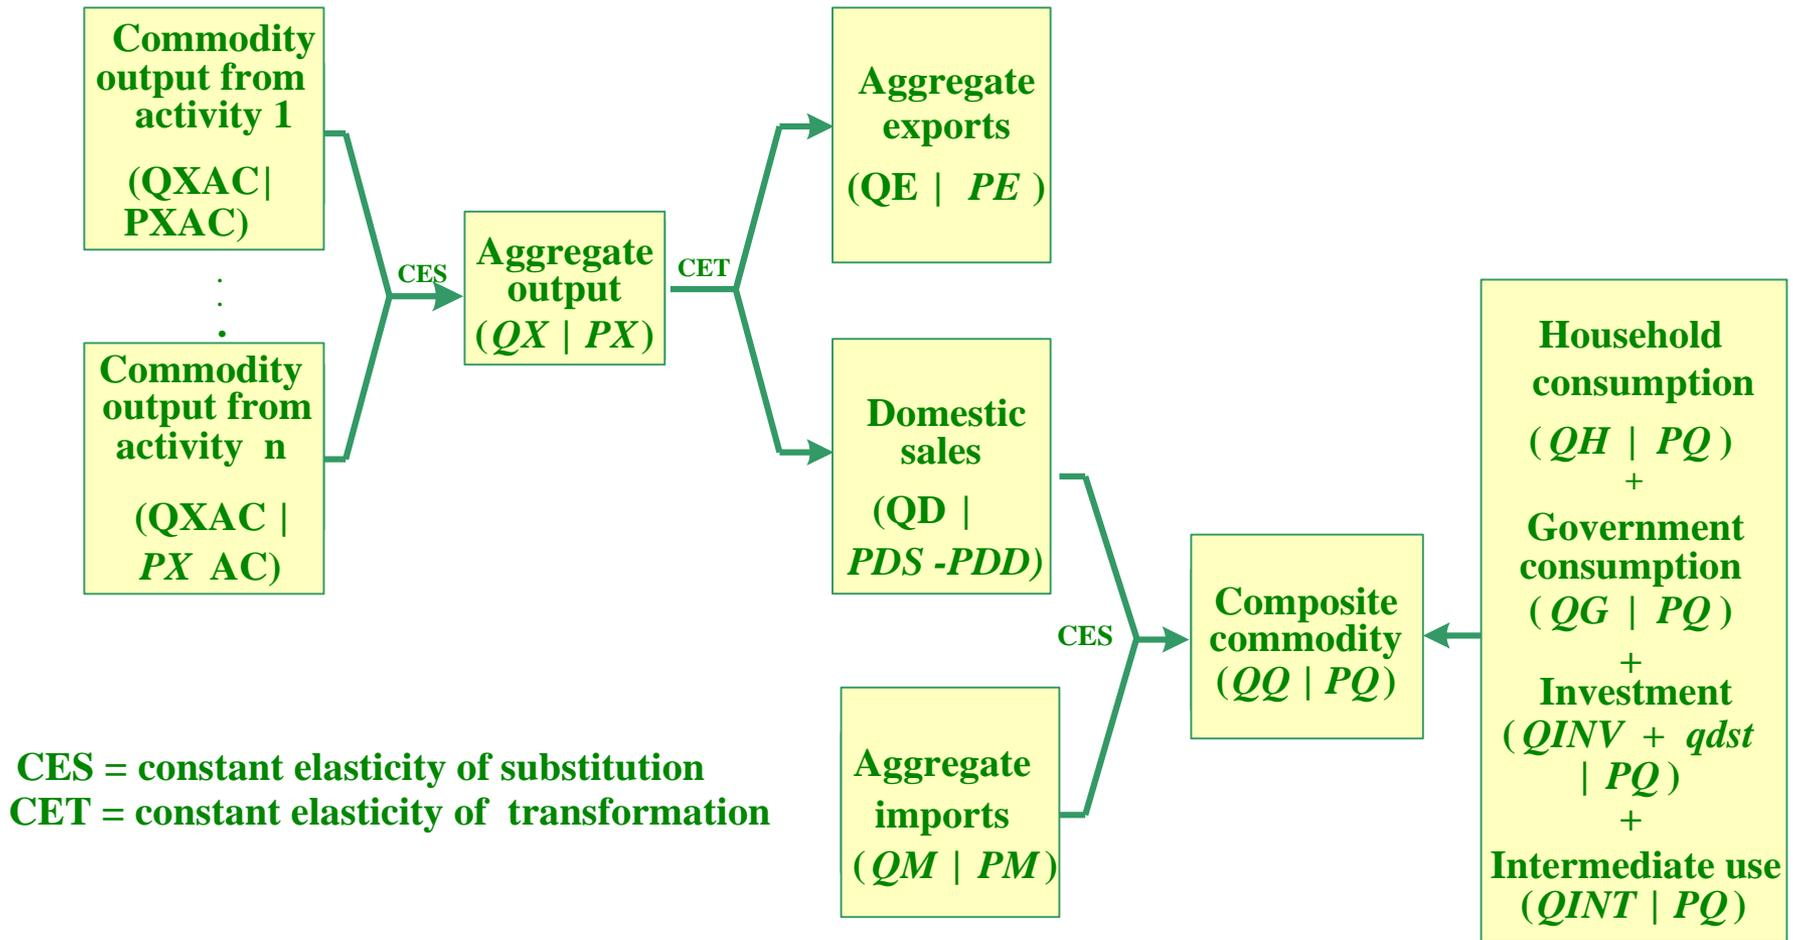 Commodity
output from
activity 1
(QXAC|
PXAC)
.
.
.
Commodity
output from
activity n
(QXAC |
PX AC)
CES
Aggregate
output
(QX | PX)
CET
Aggregate
exports
(QE | PE )
Domestic
sales
(QD |
PDS -PDD)
Aggregate
imports
(QM | PM)
CES
Composite
commodity
(QQ | PQ)
Household
consumption
(QH | PQ)
+
Government
consumption
(QG | PQ)
+
Investment
(QINV + qdst
| PQ)
+
Intermediate use
(QINT | PQ)
CES = constant elasticity of substitution
CET = constant elasticity of transformation